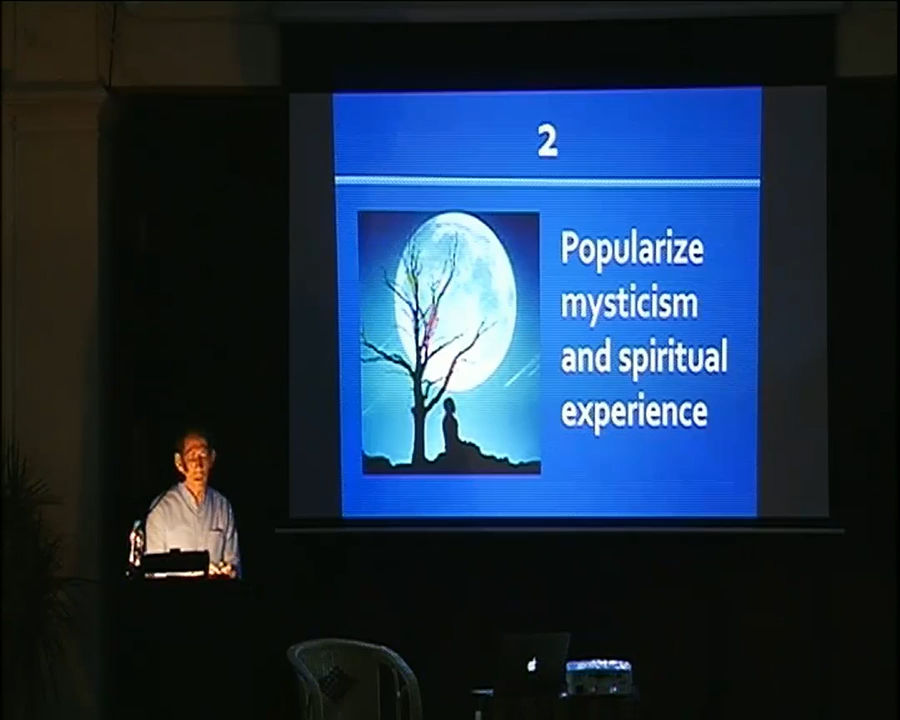 2
Popularize
mysticism
and spiritual
experience